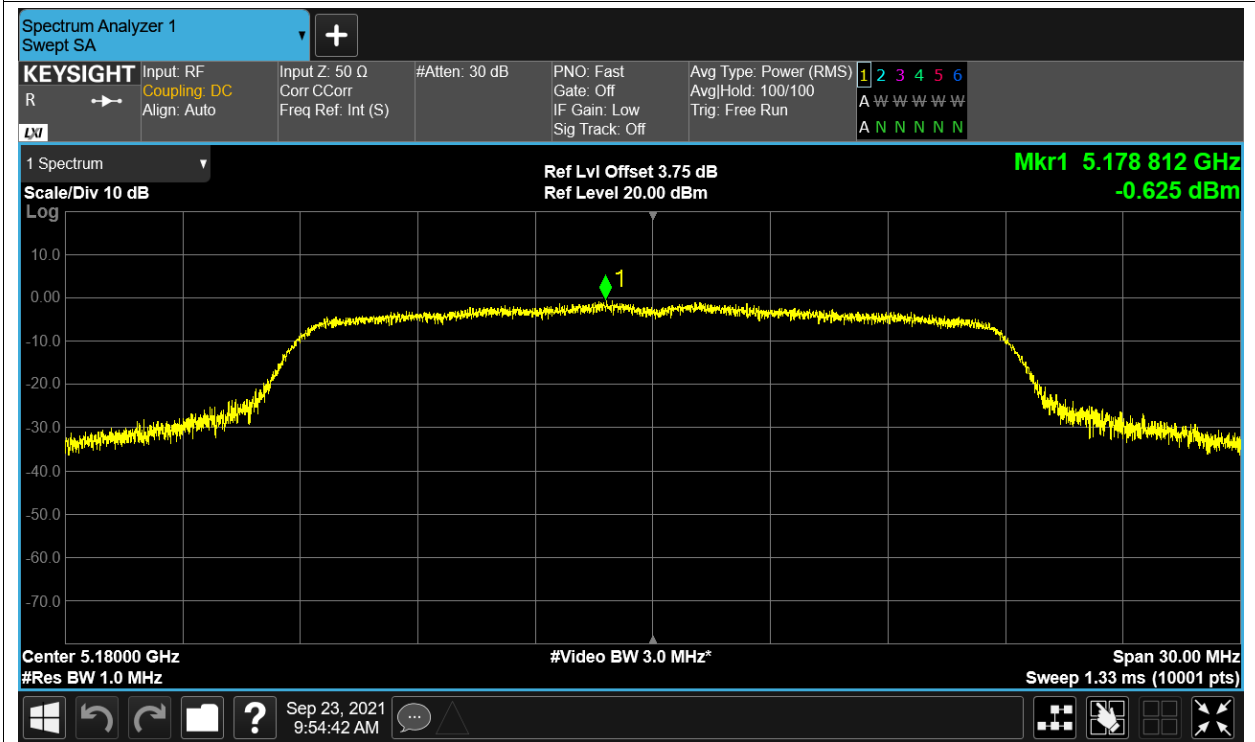 Spectrum Analyzer 1
Swept SA
KEYSIGHT
R
LXI
Input: RF
Coupling: DC
Align: Auto
Input Z: 50 Ω
Corr CCorr
Freq Ref: Int (S)
#Atten: 30 dB
PNO: Fast
Gate: Off
IF Gain: Low
Sig Track: Off
Avg Type: Power (RMS)
Avg|Hold: 100/100
Trig: Free Run
1 2 3 4 5 6
A W W W W W
A N N N N N
1 Spectrum
Scale/Div 10 dB
Log
Ref Lvl Offset 3.75 dB
Ref Level 20.00 dBm
Mkr1 5.178 812 GHz
-0.625 dBm
1
10.0
0.00
-10.0
-20.0
-30.0
-40.0
-50.0
-60.0
-70.0
Center 5.18000 GHz
#Res BW 1.0 MHz
#Video BW 3.0 MHz*
Span 30.00 MHz
Sweep 1.33 ms (10001 pts)
?
Sep 23, 2021
9:54:42 AM